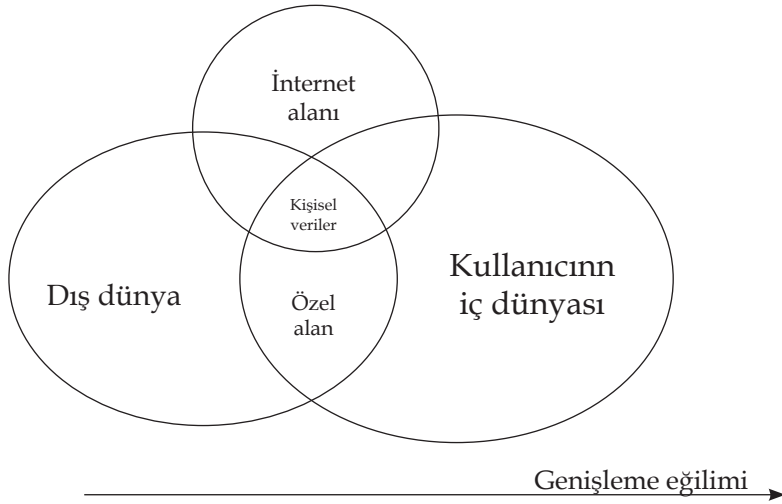 İnternet
alanı
Kişisel
veriler
Dış dünya
Özel
alan
Kullanıcınn
iç dünyası
Genişleme eğilimi